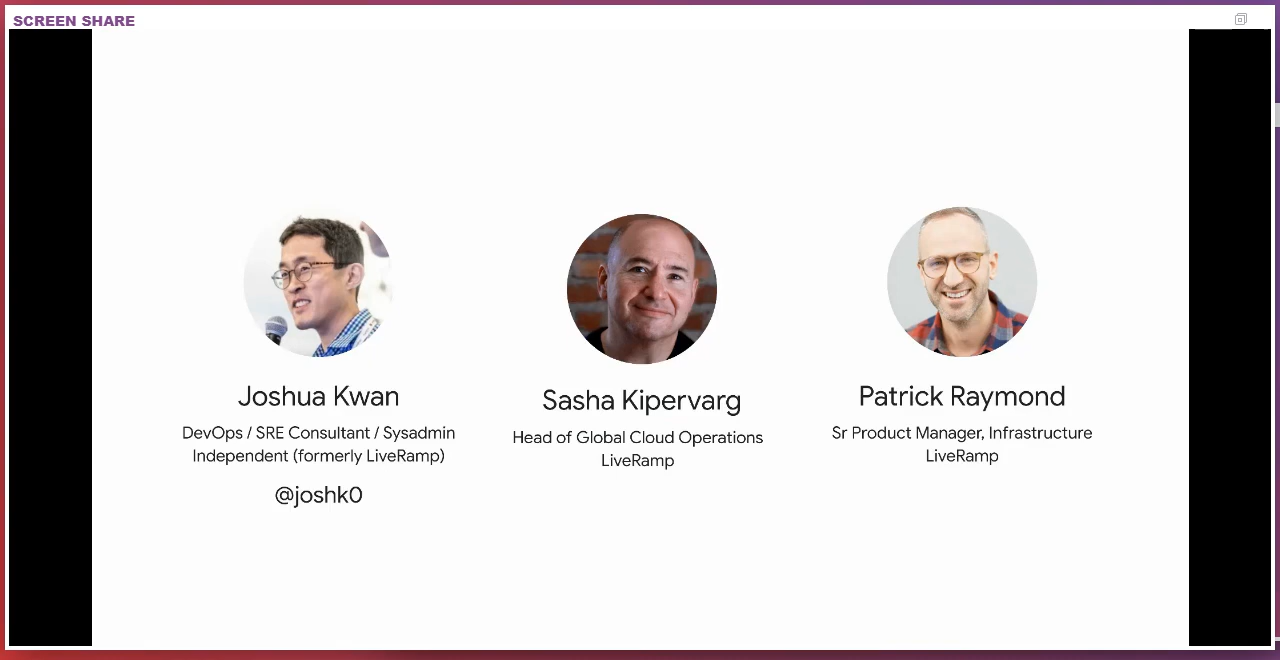 SCREEN SHARE
Joshua Kwan
DevOps / SRE Consultant / Sysadmin
Independent (formerly LiveRamp)
@joshk0
Sasha Kipervarg
Head of Global Cloud Operations
LiveRamp
Patrick Raymond
Sr Product Manager, Infrastructure
LiveRamp